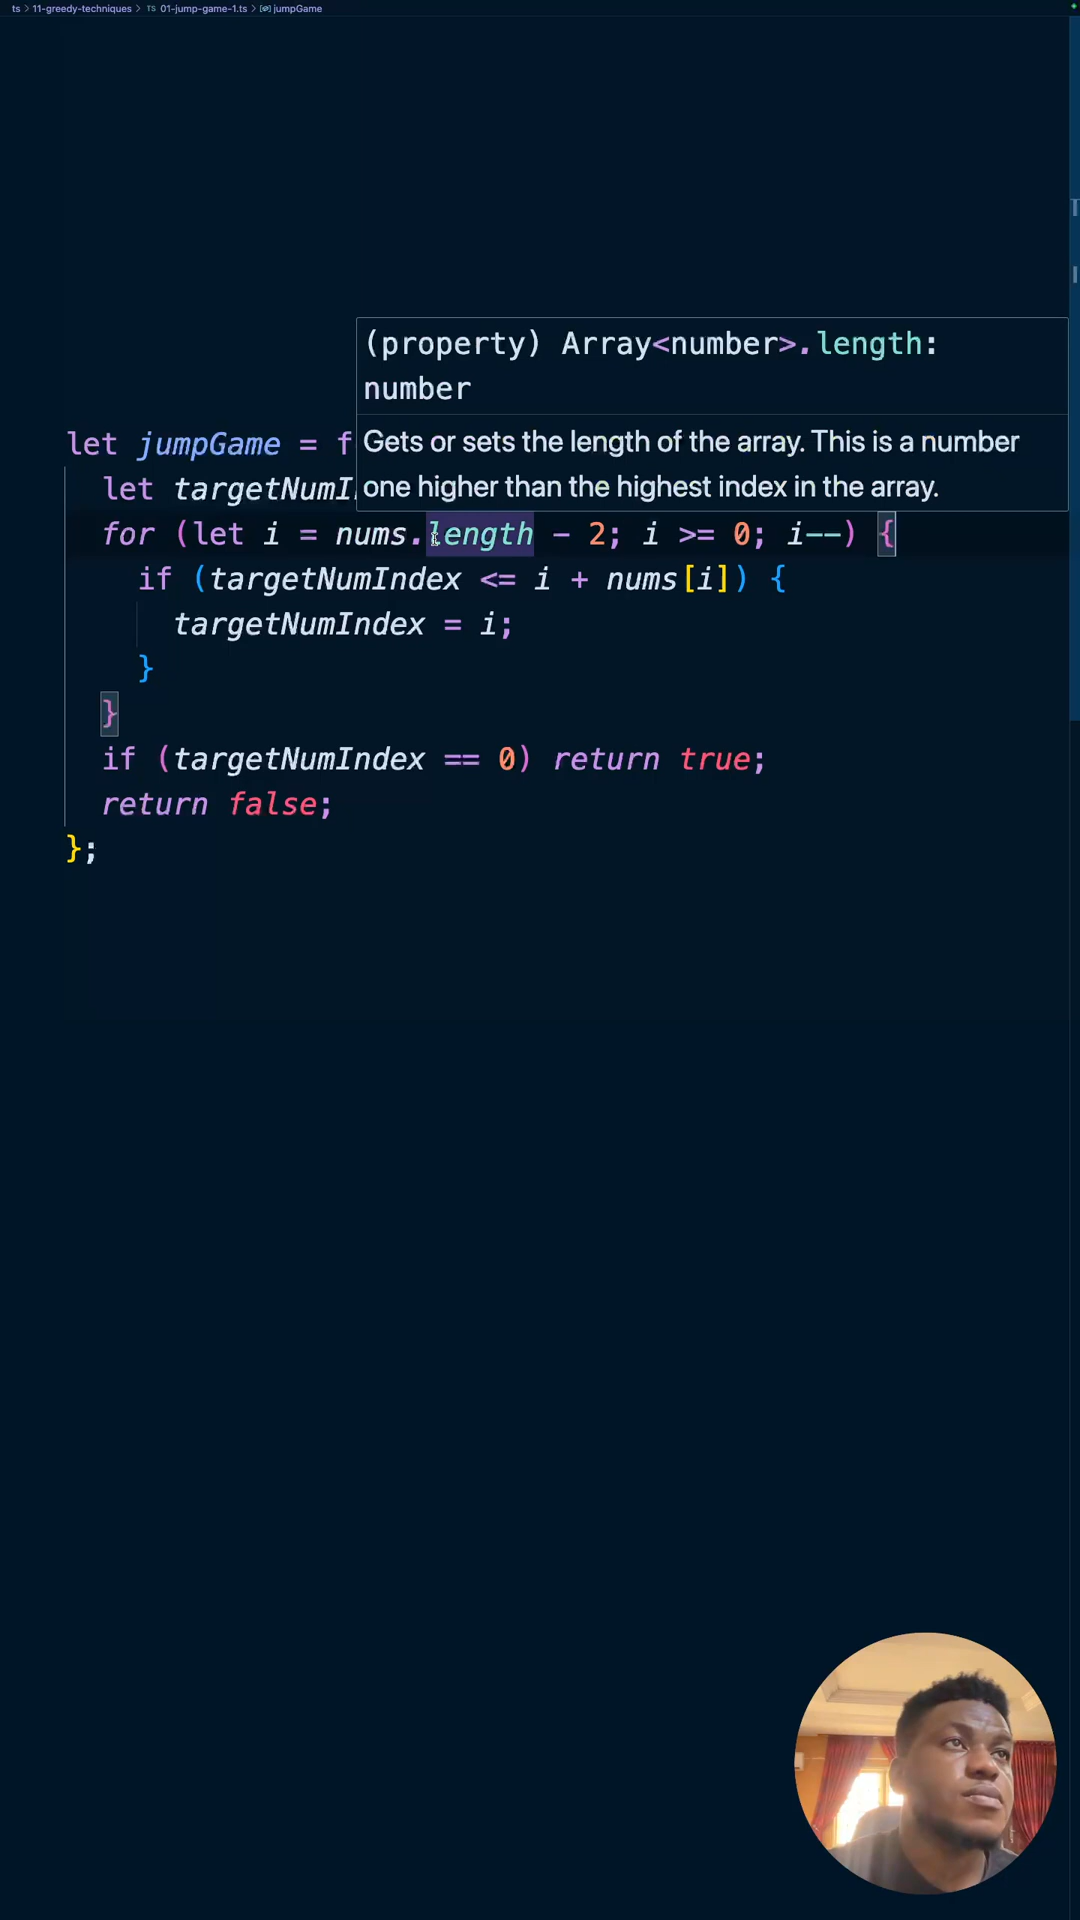 ts > 11-greedy-techniques > TS 01-jump-game-1.ts > jumpGame
(property) Array<number>.length:
number
Gets or sets the length of the array. This is a number
one higher than the highest index in the array.
let jumpGame = f
let targetNumI
for (let i = nums.length - 2; i >= 0; i--) {
if (targetNumIndex <= i + nums[i]) {
targetNumIndex = i;
}
}
if (targetNumIndex == 0) return true;
return false;
};